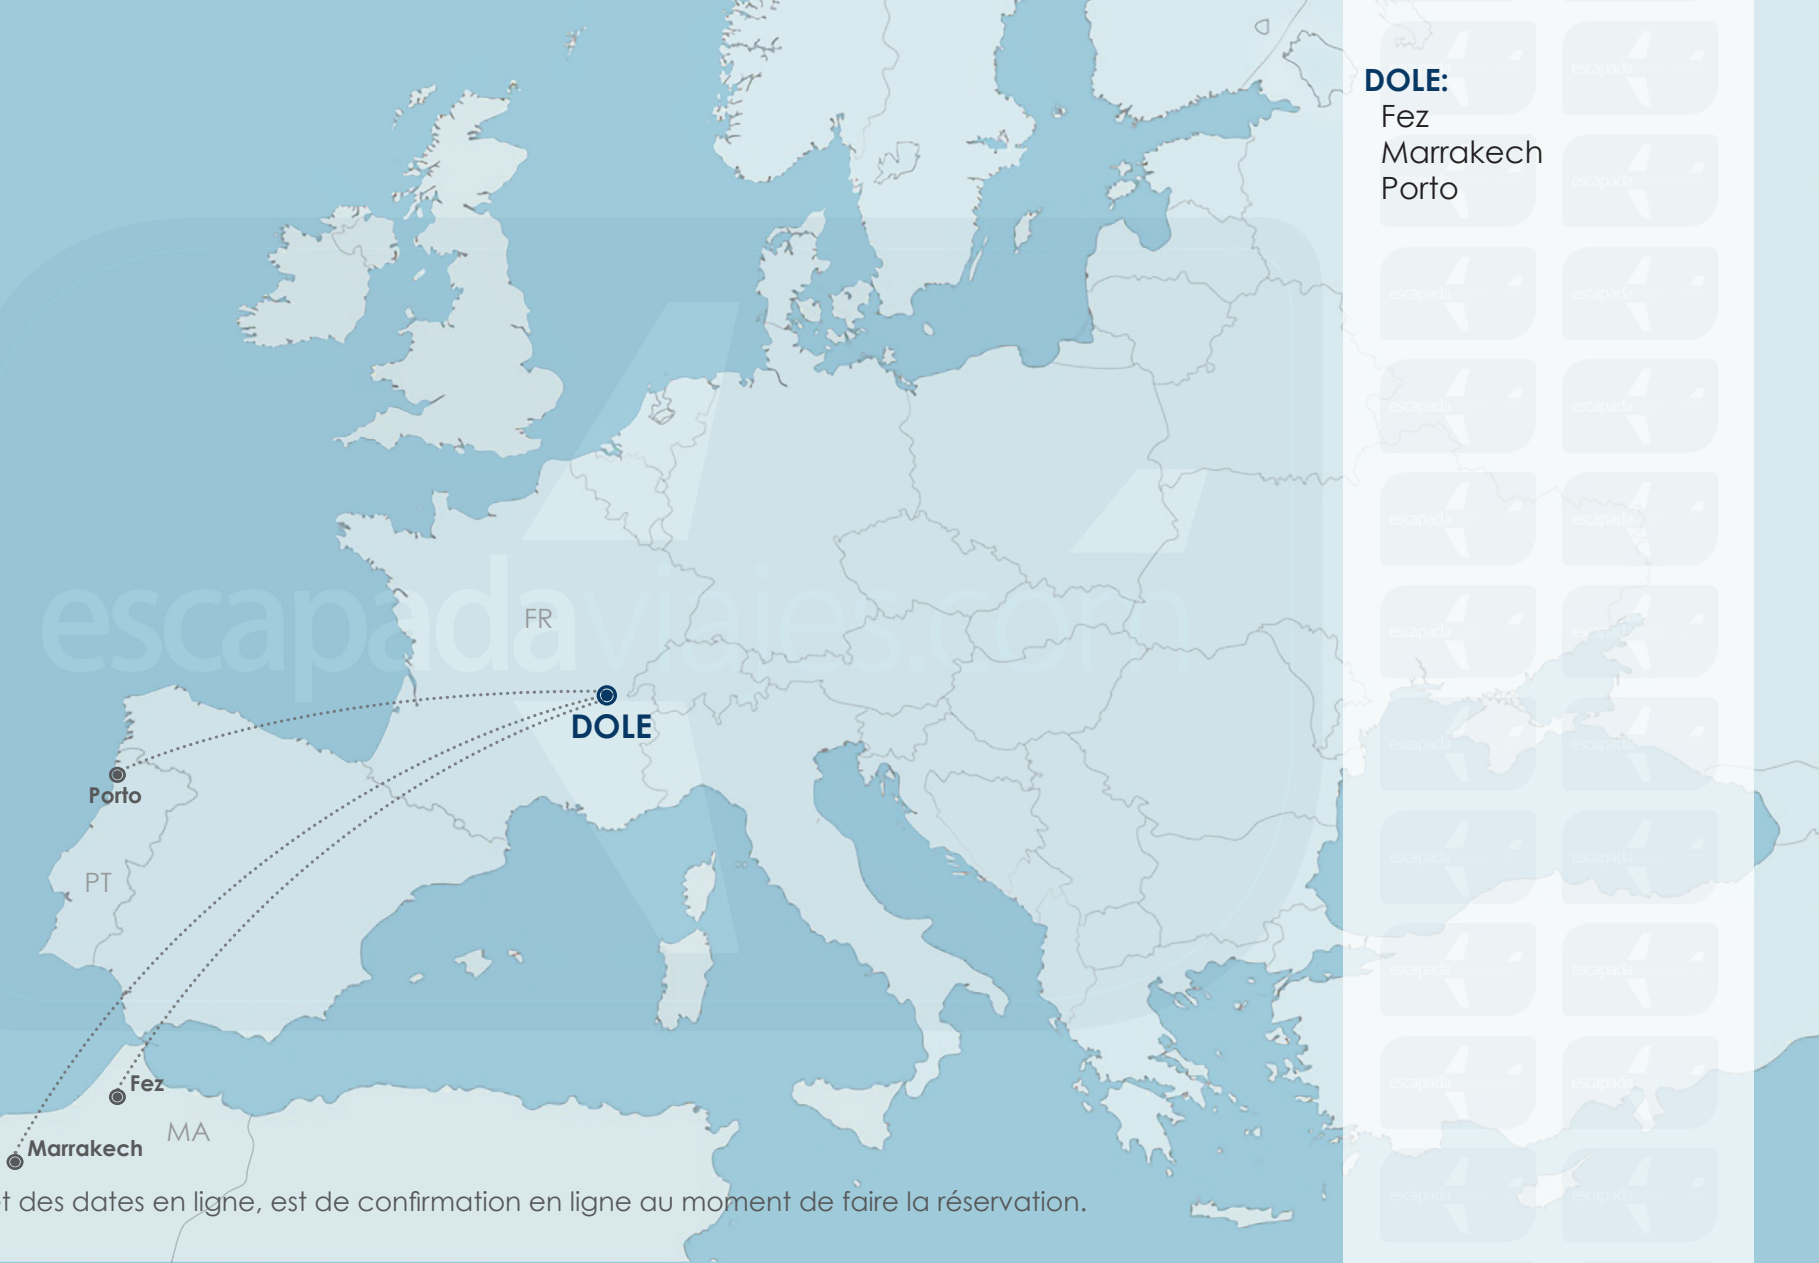 DOLE:
Fez
Marrakech
Porto
escapadaviajes.com
FR
DOLE
Porto
PT
Fez
MA
Marrakech
t des dates en ligne, est de confirmation en ligne au moment de faire la réservation.